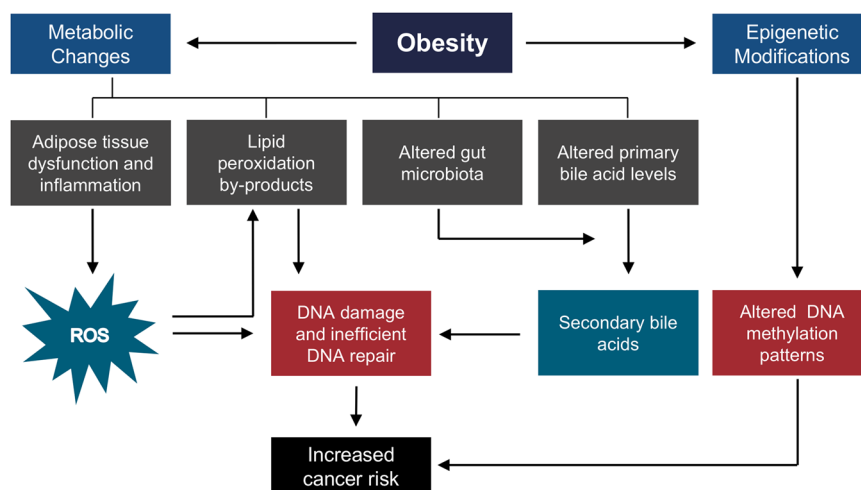 Metabolic
Changes
Obesity
Epigenetic
Modifications
Adipose tissue
dysfunction and
inflammation
Lipid
peroxidation
by-products
Altered gut
microbiota
Altered primary
bile acid levels
ROS
DNA damage
and inefficient
DNA repair
Secondary bile
acids
Altered DNA
methylation
patterns
Increased
cancer risk